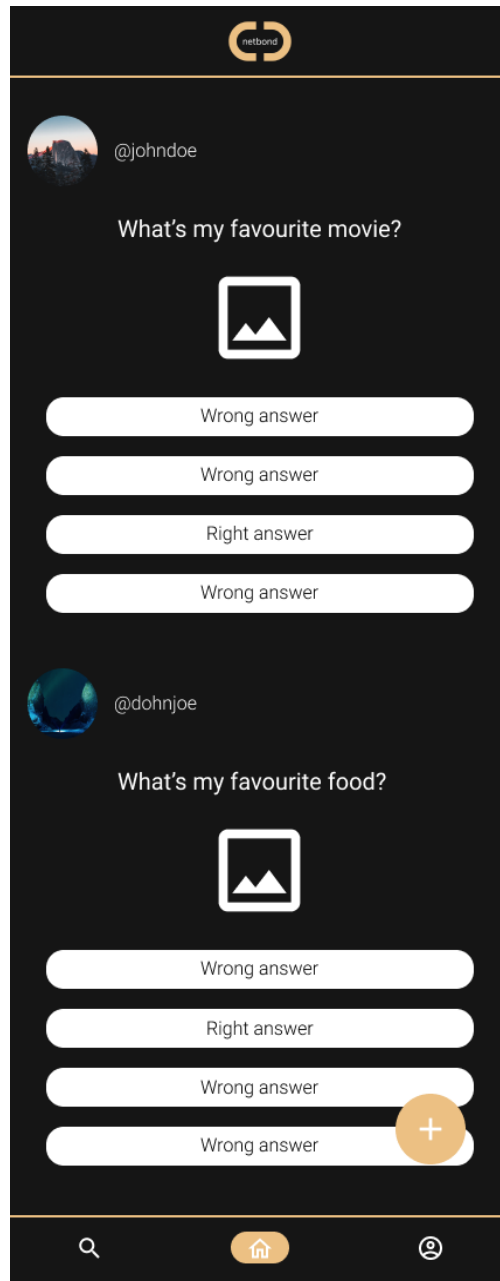 netbond
@johndoe
What's my favourite movie?
Wrong answer
Wrong answer
Right answer
Wrong answer
@dohnjoe
What's my favourite food?
Wrong answer
Right answer
Wrong answer
Wrong answer